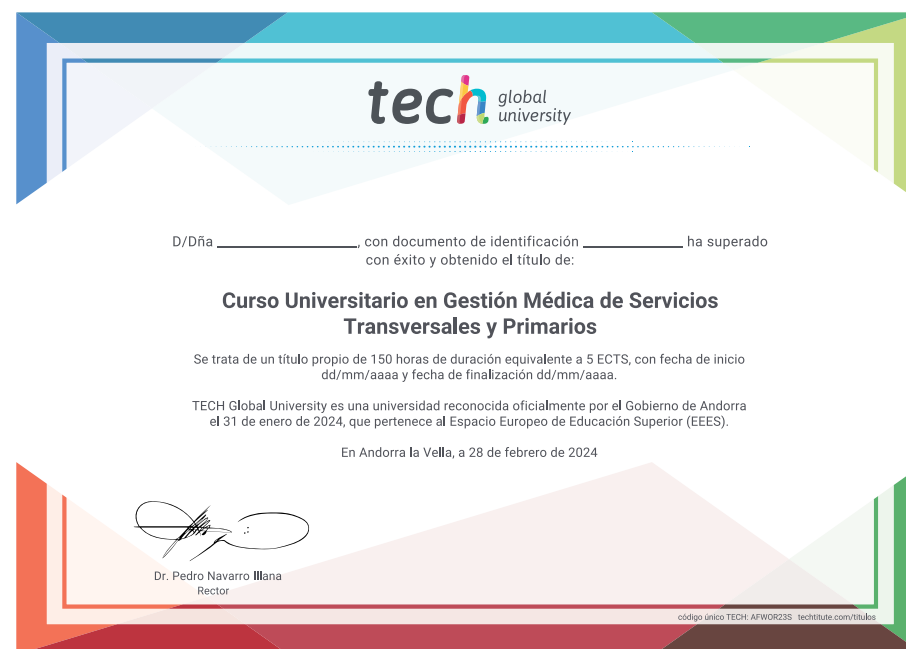 tech global
university
D/Dña ____________, con documento de identificación ____________ ha superado
con éxito y obtenido el título de:
Curso Universitario en Gestión Médica de Servicios
Transversales y Primarios
Se trata de un título propio de 150 horas de duración equivalente a 5 ECTS, con fecha de inicio
dd/mm/aaaa y fecha de finalización dd/mm/aaaa.
TECH Global University es una universidad reconocida oficialmente por el Gobierno de Andorra
el 31 de enero de 2024, que pertenece al Espacio Europeo de Educación Superior (EEES).
En Andorra la Vella, a 28 de febrero de 2024
Dr. Pedro Navarro Illana
Rector
código único TECH: AFWOR23S techtitute.com/titulos